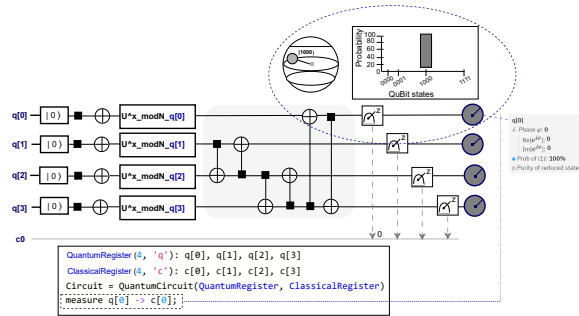 |1000⟩
Probability
100
80
60
40
20
0
0000
0001
1000
1111
QuBit states
q[0]
|0⟩
U^x_modN_q[0]
z
q[1]
|0⟩
U^x_modN_q[1]
z
q[2]
|0⟩
U^x_modN_q[2]
z
q[3]
|0⟩
U^x_modN_q[3]
z
c0
0
q[0]
Phase φ: 0
Re[e^jφ]: 0
Im[e^jφ]: 0
Prob of |1⟩: 100%
Purity of reduced state
QuantumRegister(4, 'q'): q[0], q[1], q[2], q[3]
ClassicalRegister(4, 'c'): c[0], c[1], c[2], c[3]
Circuit = QuantumCircuit(QuantumRegister, ClassicalRegister)
measure q[0] -> c[0];